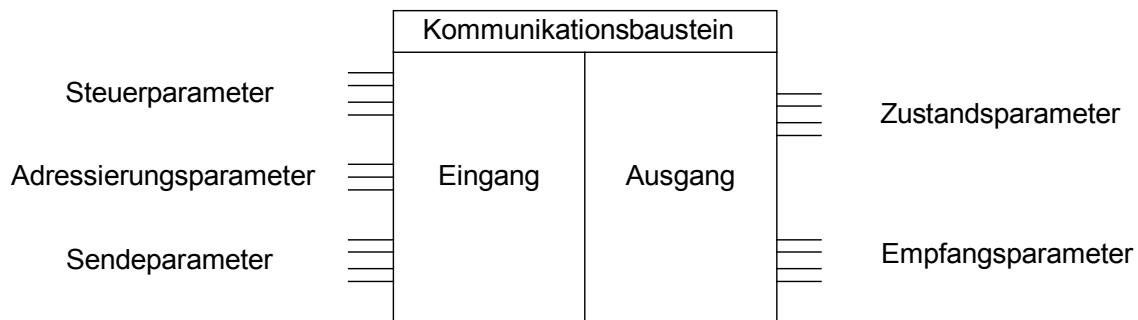 Kommunikationsbaustein
Steuerparameter
Zustandsparameter
Adressierungsparameter
Eingang
Ausgang
Sendeparameter
Empfangsparameter